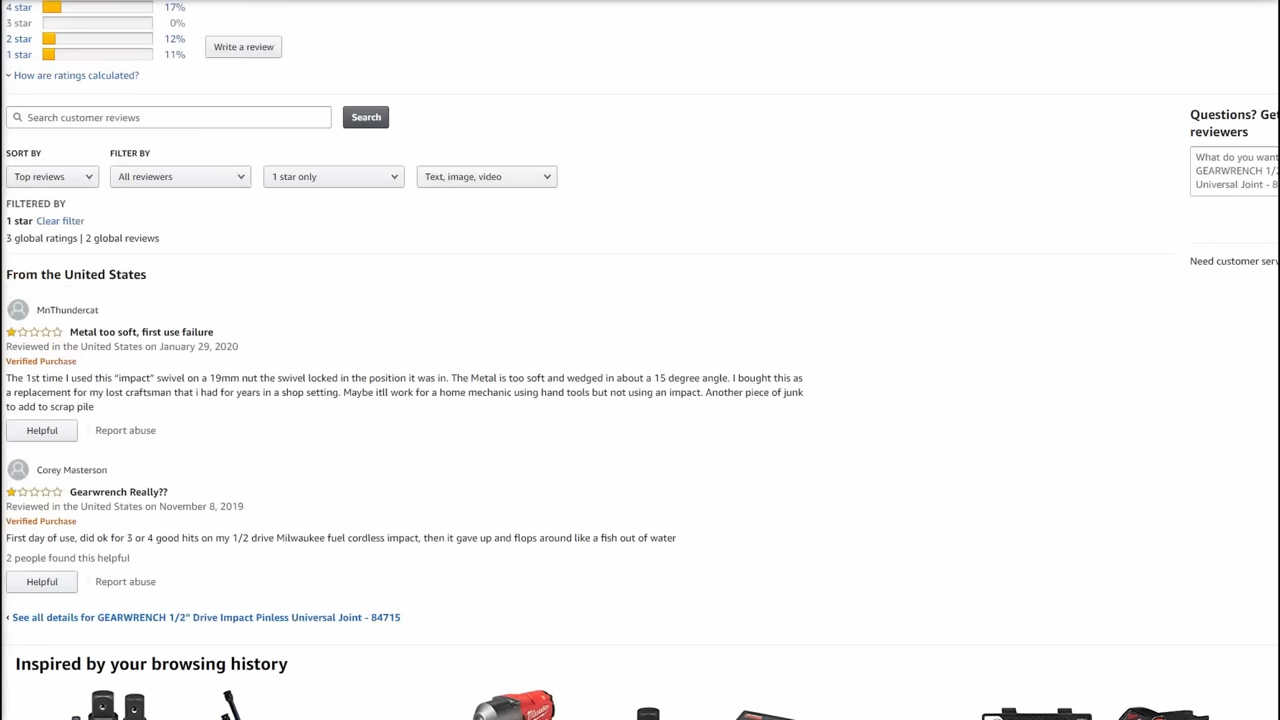 4 star 17%
3 star 0%
2 star 12%
1 star 11%
Write a review
How are ratings calculated?
Search customer reviews
Search
SORT BY
FILTER BY
Top reviews
All reviewers
1 star only
Text, image, video
FILTERED BY
1 star Clear filter
3 global ratings | 2 global reviews
From the United States
MnThundercat
Metal too soft, first use failure
Reviewed in the United States on January 29, 2020
Verified Purchase
The 1st time I used this “impact” swivel on a 19mm nut the swivel locked in the position it was in. The Metal is too soft and wedged in about a 15 degree angle. I bought this as
a replacement for my lost craftsman that i had for years in a shop setting. Maybe itll work for a home mechanic using hand tools but not using an impact. Another piece of junk
to add to scrap pile
Helpful
Report abuse
Corey Masterson
Gearwrench Really??
Reviewed in the United States on November 8, 2019
Verified Purchase
First day of use, did ok for 3 or 4 good hits on my 1/2 drive Milwaukee fuel cordless impact, then it gave up and flops around like a fish out of water
2 people found this helpful
Helpful
Report abuse
‹ See all details for GEARWRENCH 1/2" Drive Impact Pinless Universal Joint - 84715
Inspired by your browsing history
Questions? Get
reviewers
What do you want
GEARWRENCH 1/2
Universal Joint - 8
Need customer serv